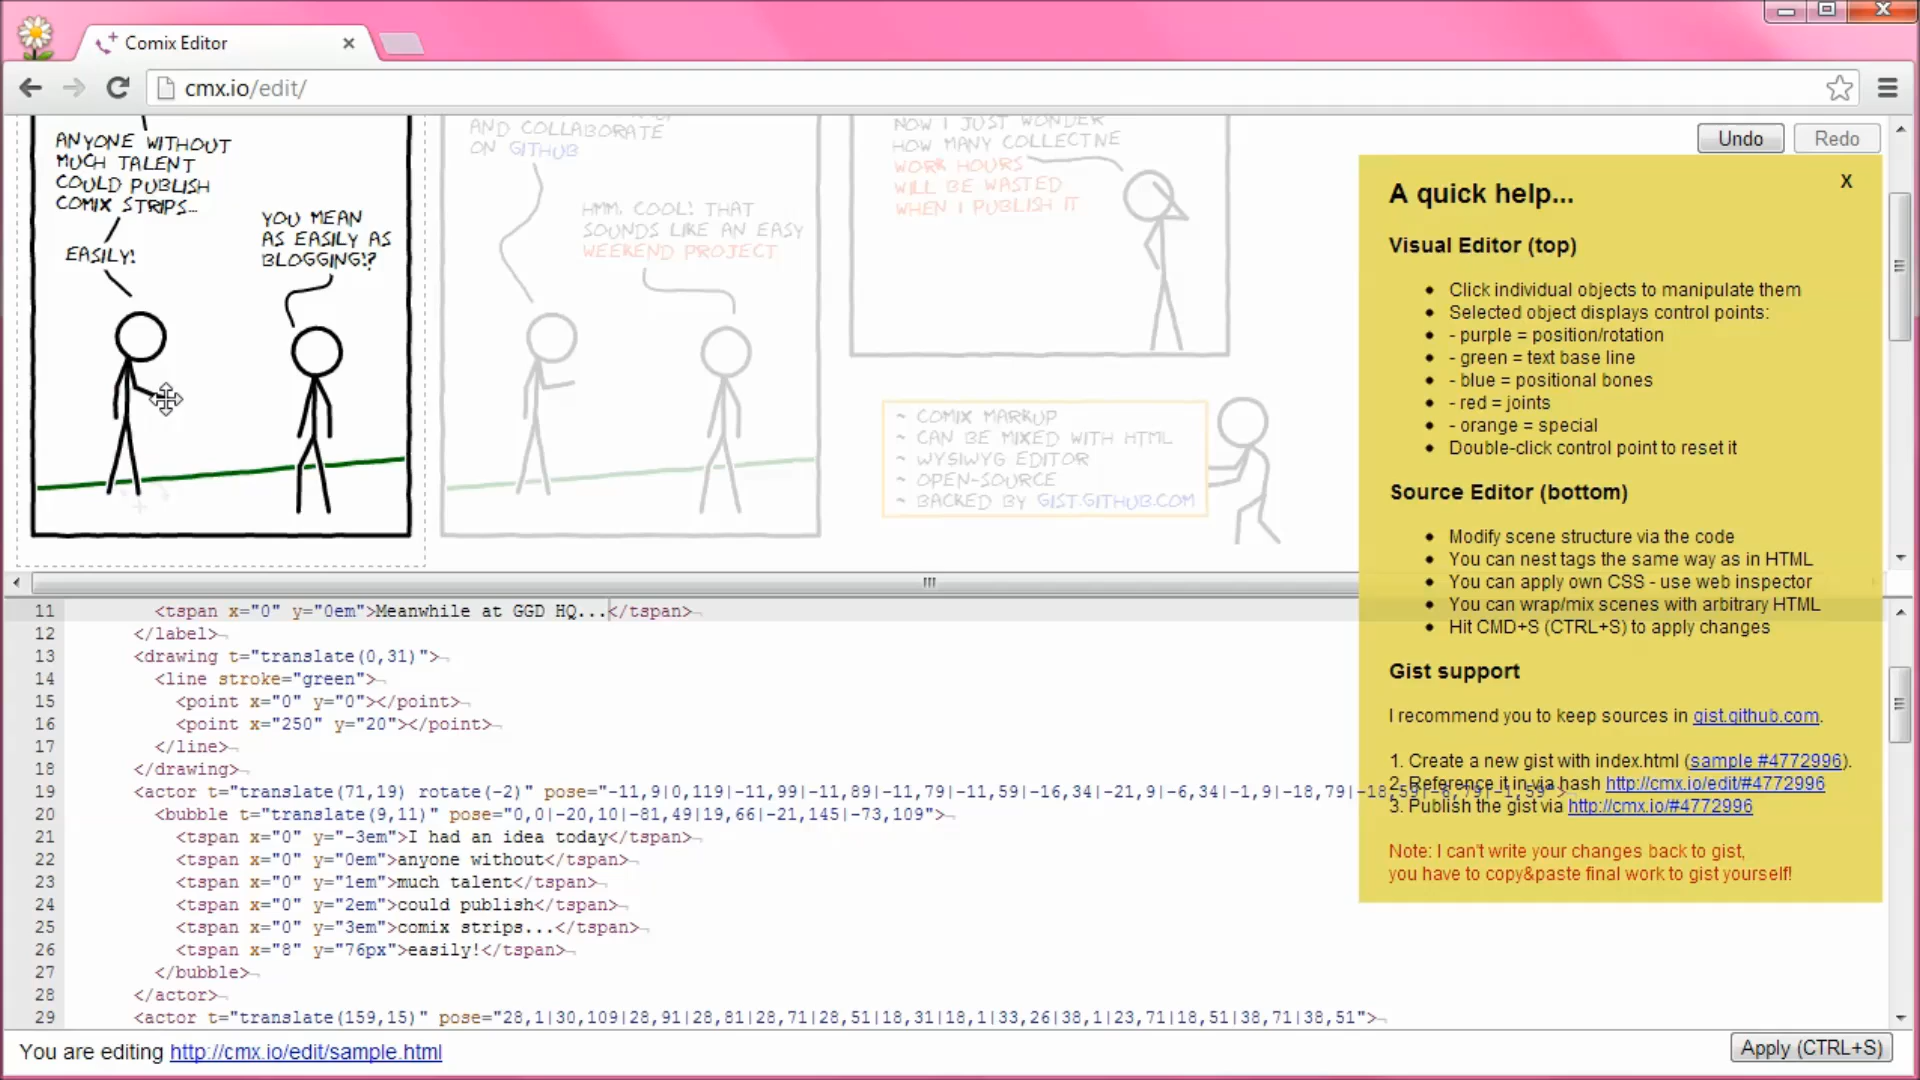 Comix Editor
cmx.io/edit/
Undo
Redo
ANYONE WITHOUT
MUCH TALENT
COULD PUBLISH
COMIX STRIPS...
EASILY!
YOU MEAN
AS EASILY AS
BLOGGING!?
AND COLLABORATE
ON GITHUB
HMM, COOL! THAT
SOUNDS LIKE AN EASY
WEEKEND PROJECT
NOW I JUST WONDER
HOW MANY COLLECTIVE
WORK HOURS
WILL BE WASTED
WHEN I PUBLISH IT
~ COMIX MARKUP
~ CAN BE MIXED WITH HTML
~ WYSIWYG EDITOR
~ OPEN-SOURCE
~ BACKED BY GIST.GITHUB.COM
A quick help...
X
Visual Editor (top)
• Click individual objects to manipulate them
• Selected object displays control points:
• - purple = position/rotation
• - green = text base line
• - blue = positional bones
• - red = joints
• - orange = special
• Double-click control point to reset it
Source Editor (bottom)
• Modify scene structure via the code
• You can nest tags the same way as in HTML
• You can apply own CSS - use web inspector
• You can wrap/mix scenes with arbitrary HTML
• Hit CMD+S (CTRL+S) to apply changes
Gist support
I recommend you to keep sources in gist.github.com.
1. Create a new gist with index.html (sample #4772996).
2. Reference it in via hash http://cmx.io/edit/#4772996
3. Publish the gist via http://cmx.io/#4772996
Note: I can't write your changes back to gist,
you have to copy&paste final work to gist yourself!
11 <tspan x="0" y="0em">Meanwhile at GGD HQ...</tspan>¬
12 </label>¬
13 <drawing t="translate(0,31)">¬
14 <line stroke="green">¬
15 <point x="0" y="0"></point>¬
16 <point x="250" y="20"></point>¬
17 </line>¬
18 </drawing>¬
19 <actor t="translate(71,19) rotate(-2)" pose="-11,9|0,119|-11,99|-11,89|-11,79|-11,59|-16,34|-21,9|-6,34|-1,9|-18,79|-18,59|-6,79|-1,59">¬
20 <bubble t="translate(9,11)" pose="0,0|-20,10|-81,49|19,66|-21,145|-73,109">¬
21 <tspan x="0" y="-3em">I had an idea today</tspan>¬
22 <tspan x="0" y="0em">anyone without</tspan>¬
23 <tspan x="0" y="1em">much talent</tspan>¬
24 <tspan x="0" y="2em">could publish</tspan>¬
25 <tspan x="0" y="3em">comix strips...</tspan>¬
26 <tspan x="8" y="76px">easily!</tspan>¬
27 </bubble>¬
28 </actor>¬
29 <actor t="translate(159,15)" pose="28,1|30,109|28,91|28,81|28,71|28,51|18,31|18,1|33,26|38,1|23,71|18,51|38,71|38,51">¬
You are editing http://cmx.io/edit/sample.html
Apply (CTRL+S)